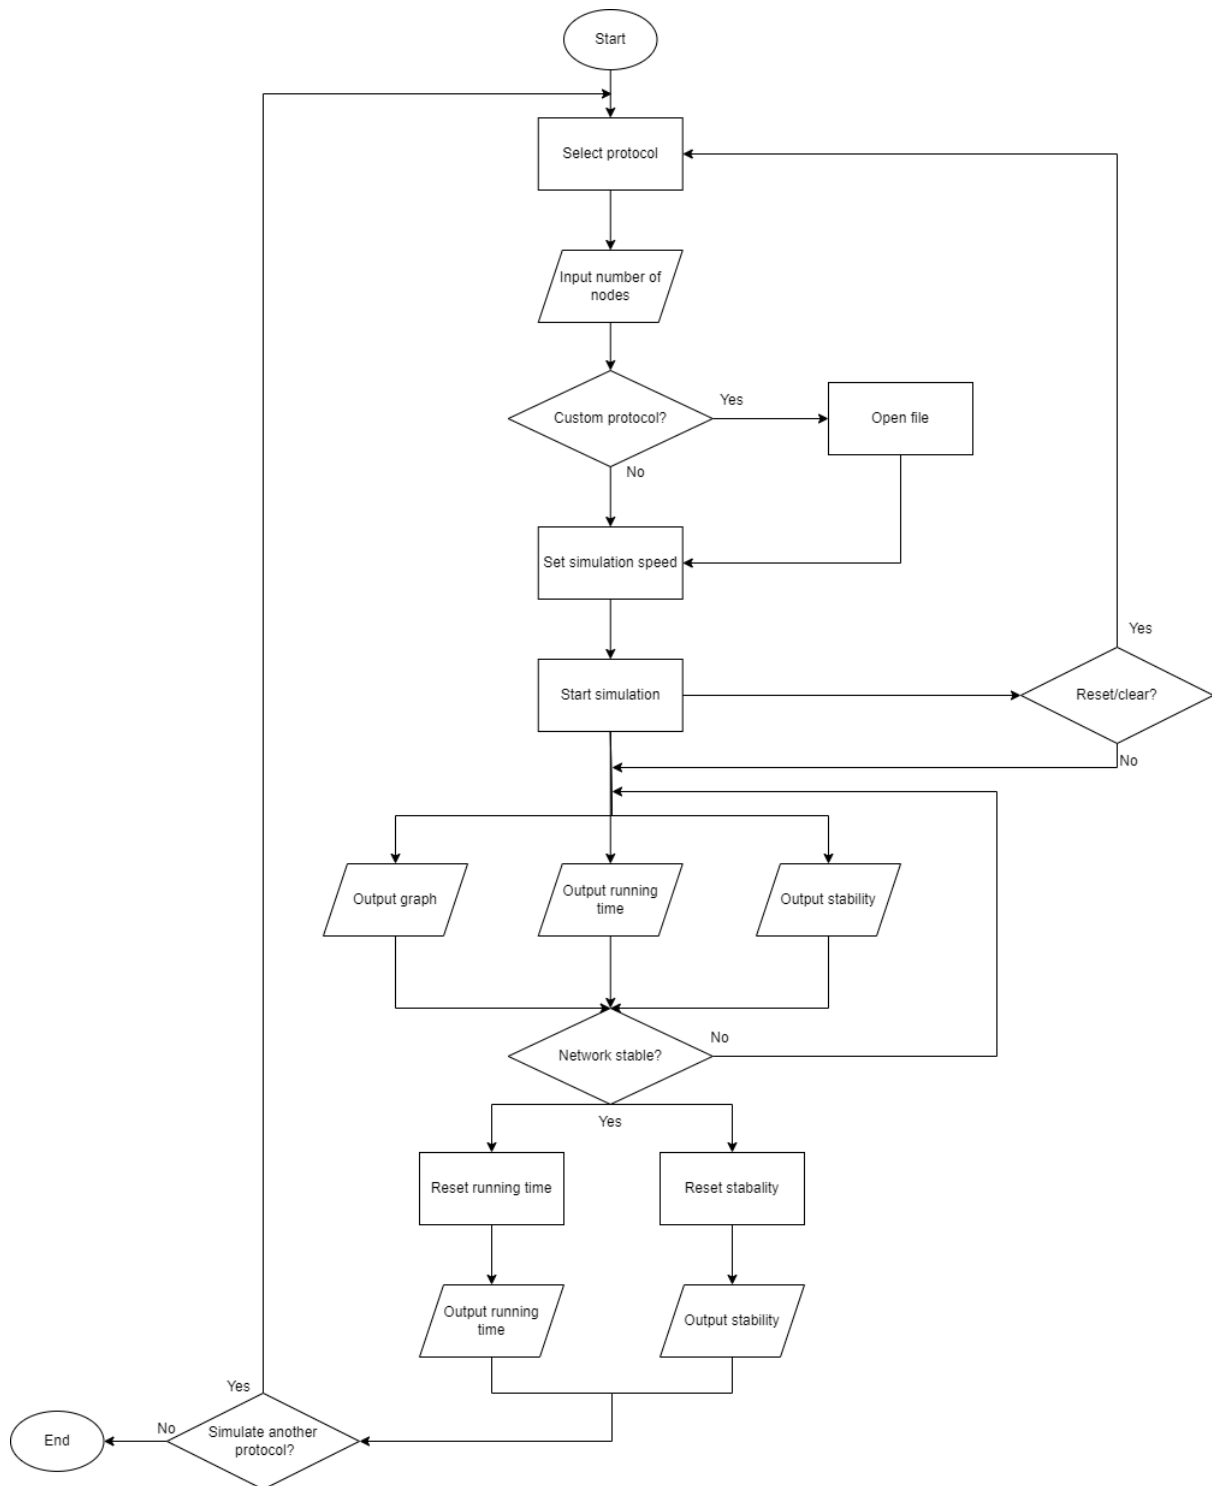 Start
Select protocol
Input number of
nodes
Custom protocol?
Yes
Open file
No
Set simulation speed
Yes
Start simulation
Reset/clear?
No
Output graph
Output running
time
Output stability
Network stable?
No
Yes
Reset running time
Reset stabality
Output running
time
Output stability
Yes
No
Simulate another
protocol?
End